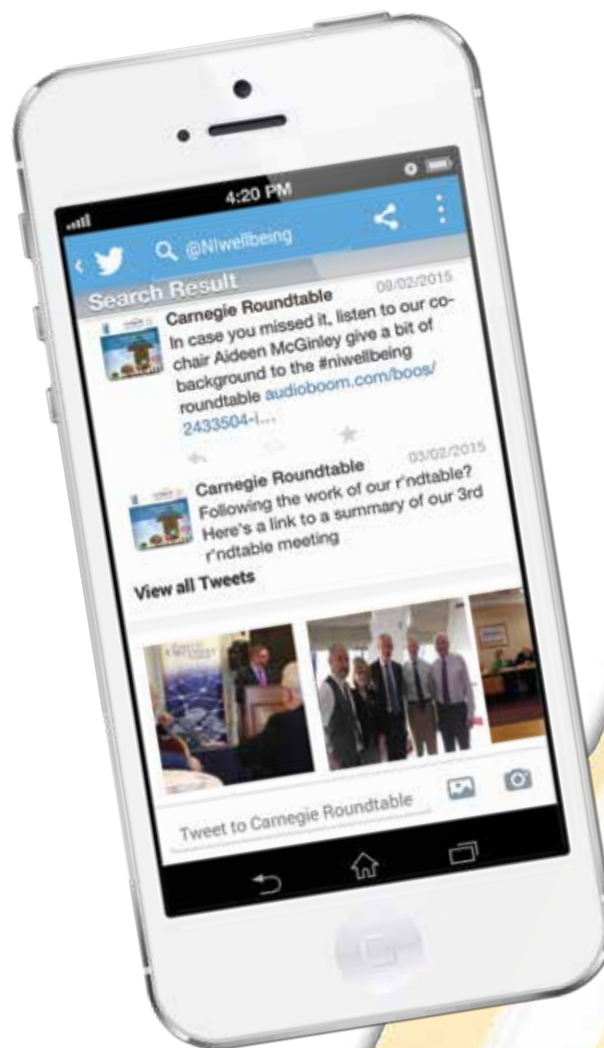 4:20 PM
@NIwellbeing
Search Result
Carnegie Roundtable 09/02/2015
In case you missed it, listen to our co-
chair Aideen McGinley give a bit of
background to the #niwellbeing
roundtable audioboom.com/boos/
2433504-i...
Carnegie Roundtable 03/02/2015
Following the work of our r'ndtable?
Here's a link to a summary of our 3rd
r'ndtable meeting
View all Tweets
Tweet to Carnegie Roundtable